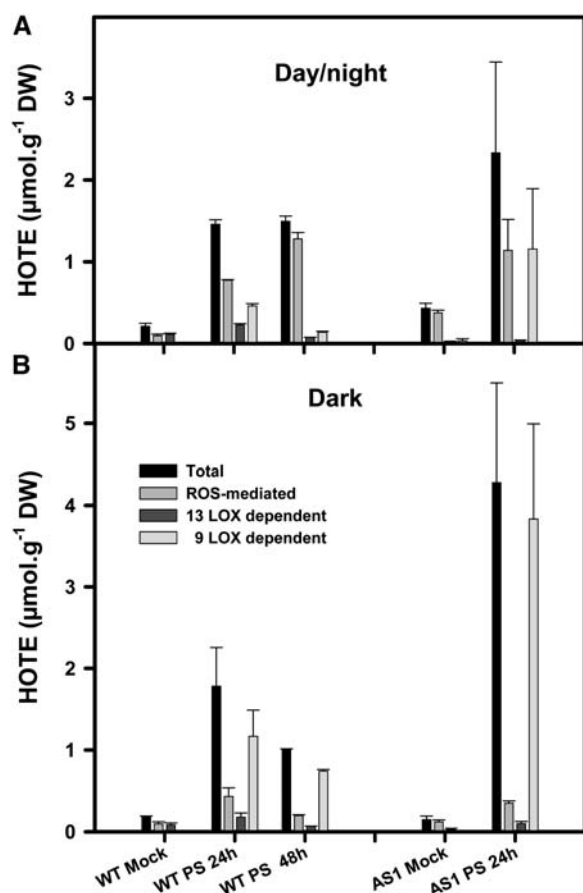 A
Day/night
HOTE (µmol.g⁻¹ DW)
3
2
1
0
B
Dark
HOTE (µmol.g⁻¹ DW)
5
4
3
2
1
0
Total
ROS-mediated
13 LOX dependent
9 LOX dependent
WT Mock
WT PS 24h
WT PS 48h
AS1 Mock
AS1 PS 24h